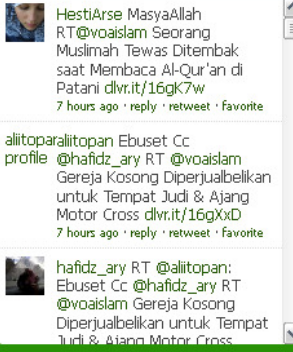 HestiArse MasyaAllah
RT@voaislam Seorang
Muslimah Tewas Ditembak
saat Membaca Al-Qur'an di
Patani dlvr.it/16gK7w
7 hours ago · reply · retweet · favorite
aliitopan Ebuset Cc
profile @hafidz_ary RT @voaislam
Gereja Kosong Diperjualbelikan
untuk Tempat Judi & Ajang
Motor Cross dlvr.it/16gXxD
7 hours ago · reply · retweet · favorite
hafidz_ary RT @aliitopan:
Ebuset Cc @hafidz_ary RT
@voaislam Gereja Kosong
Diperjualbelikan untuk Tempat
Judi & Ajang Motor Cross